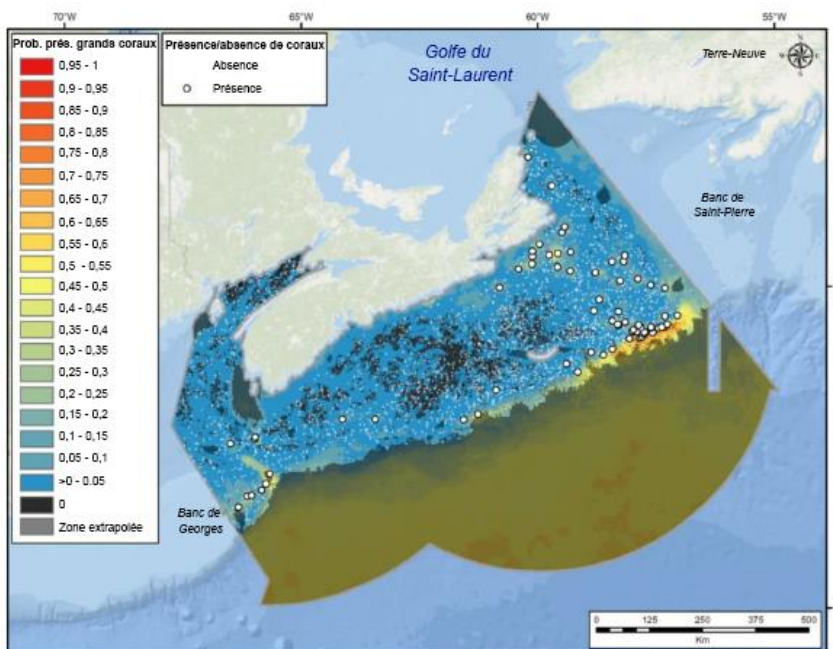 70°W 65°W 60°W 55°W
Prob. prés. grands coraux
0,95 - 1
0,9 - 0,95
0,85 - 0,9
0,8 - 0,85
0,75 - 0,8
0,7 - 0,75
0,65 - 0,7
0,6 - 0,65
0,55 - 0,6
0,5 - 0,55
0,45 - 0,5
0,4 - 0,45
0,35 - 0,4
0,3 - 0,35
0,25 - 0,3
0,2 - 0,25
0,15 - 0,2
0,1 - 0,15
0,05 - 0,1
>0 - 0.05
0
Zone extrapolée
Présence/absence de coraux
Absence
Présence
Golfe du
Saint-Laurent
Terre-Neuve
Banc de
Saint-Pierre
Banc de
Georges
0 125 250 375 500
Km